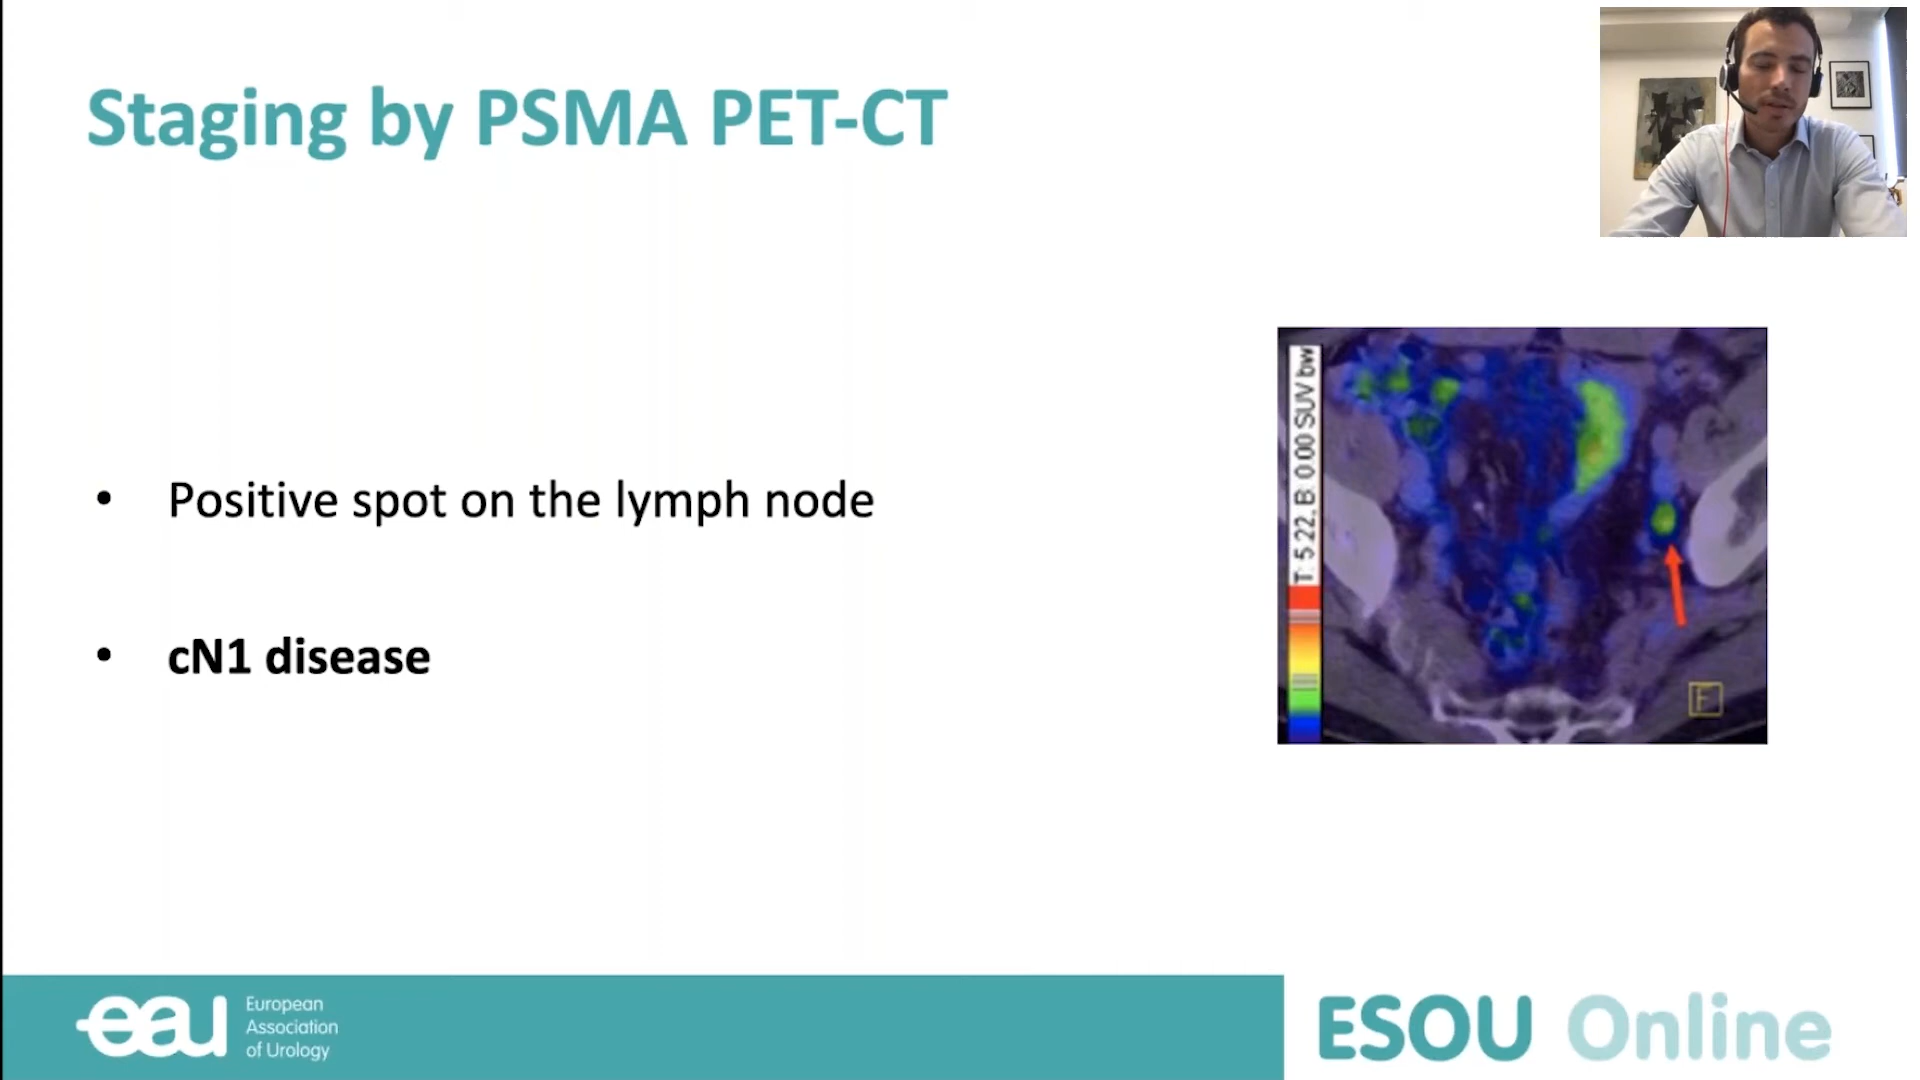 Staging by PSMA PET-CT
• Positive spot on the lymph node
• cN1 disease
T: 5.22, B: 0.00 SUV bw
F
eau
European
Association
of Urology
ESOU Online